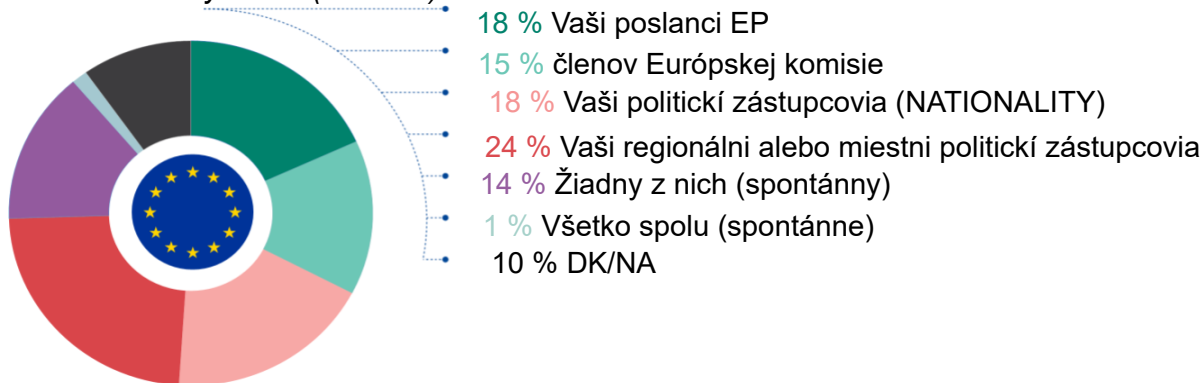 18 % Vaši poslanci EP
15 % členov Európskej komisie
18 % Vaši politickí zástupcovia (NATIONALITY)
24 % Vaši regionálni alebo miestni politickí zástupcovia
14 % Žiadny z nich (spontánny)
1 % Všetko spolu (spontánne)
10 % DK/NA